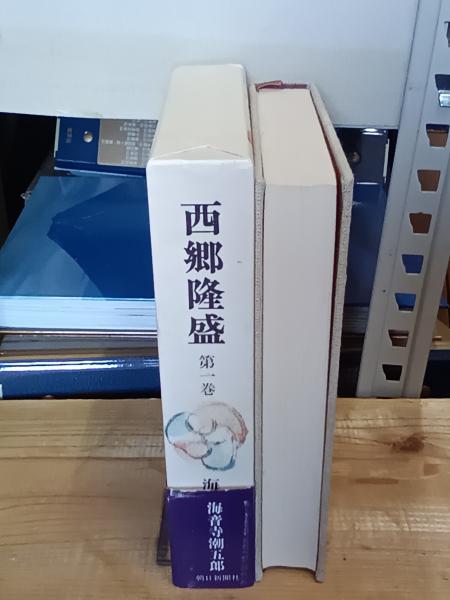 西郷隆盛
第一巻
海
海音寺潮五郎
朝日新聞社